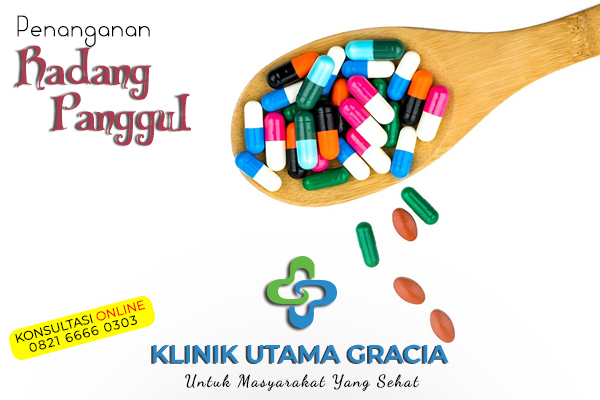 Penanganan
Radang
Panggul
KONSULTASI ONLINE
0821 6666 0303
KLINIK UTAMA GRACIA
Untuk Masyarakat Yang Sehat